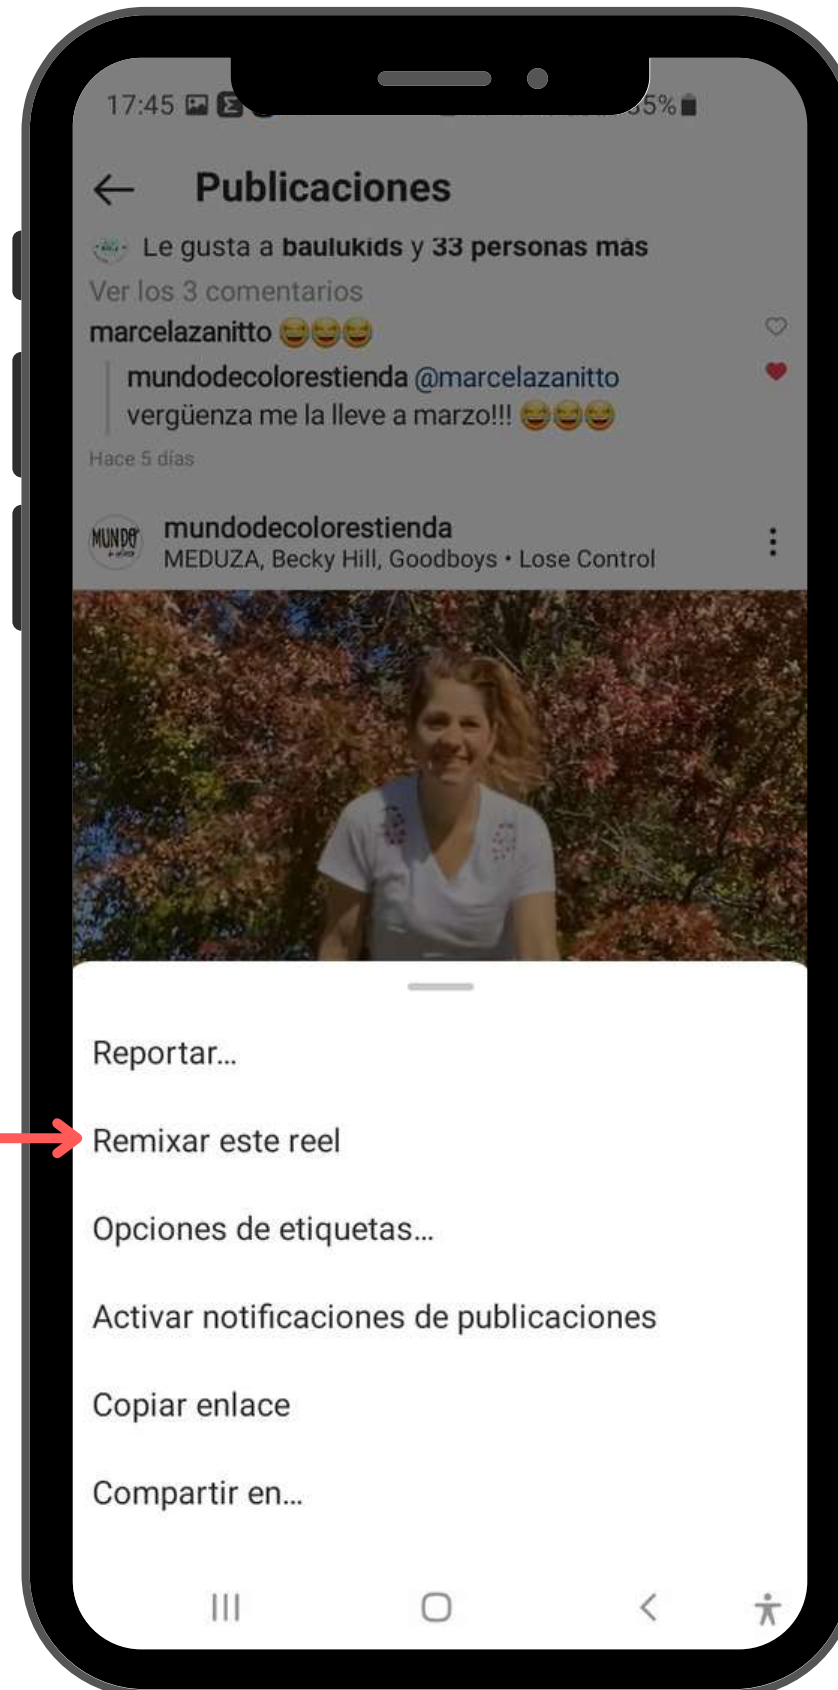 17:45 5%
Publicaciones
Le gusta a baulukids y 33 personas más
Ver los 3 comentarios
marcelazanitto 😂😂😂
mundodecolorestienda @marcelazanitto
vergüenza me la lleve a marzo!!! 😂😂😂
Hace 5 días
MUNDO
mundodecolorestienda
MEDUZA, Becky Hill, Goodboys • Lose Control
Reportar...
Remixar este reel
Opciones de etiquetas...
Activar notificaciones de publicaciones
Copiar enlace
Compartir en...